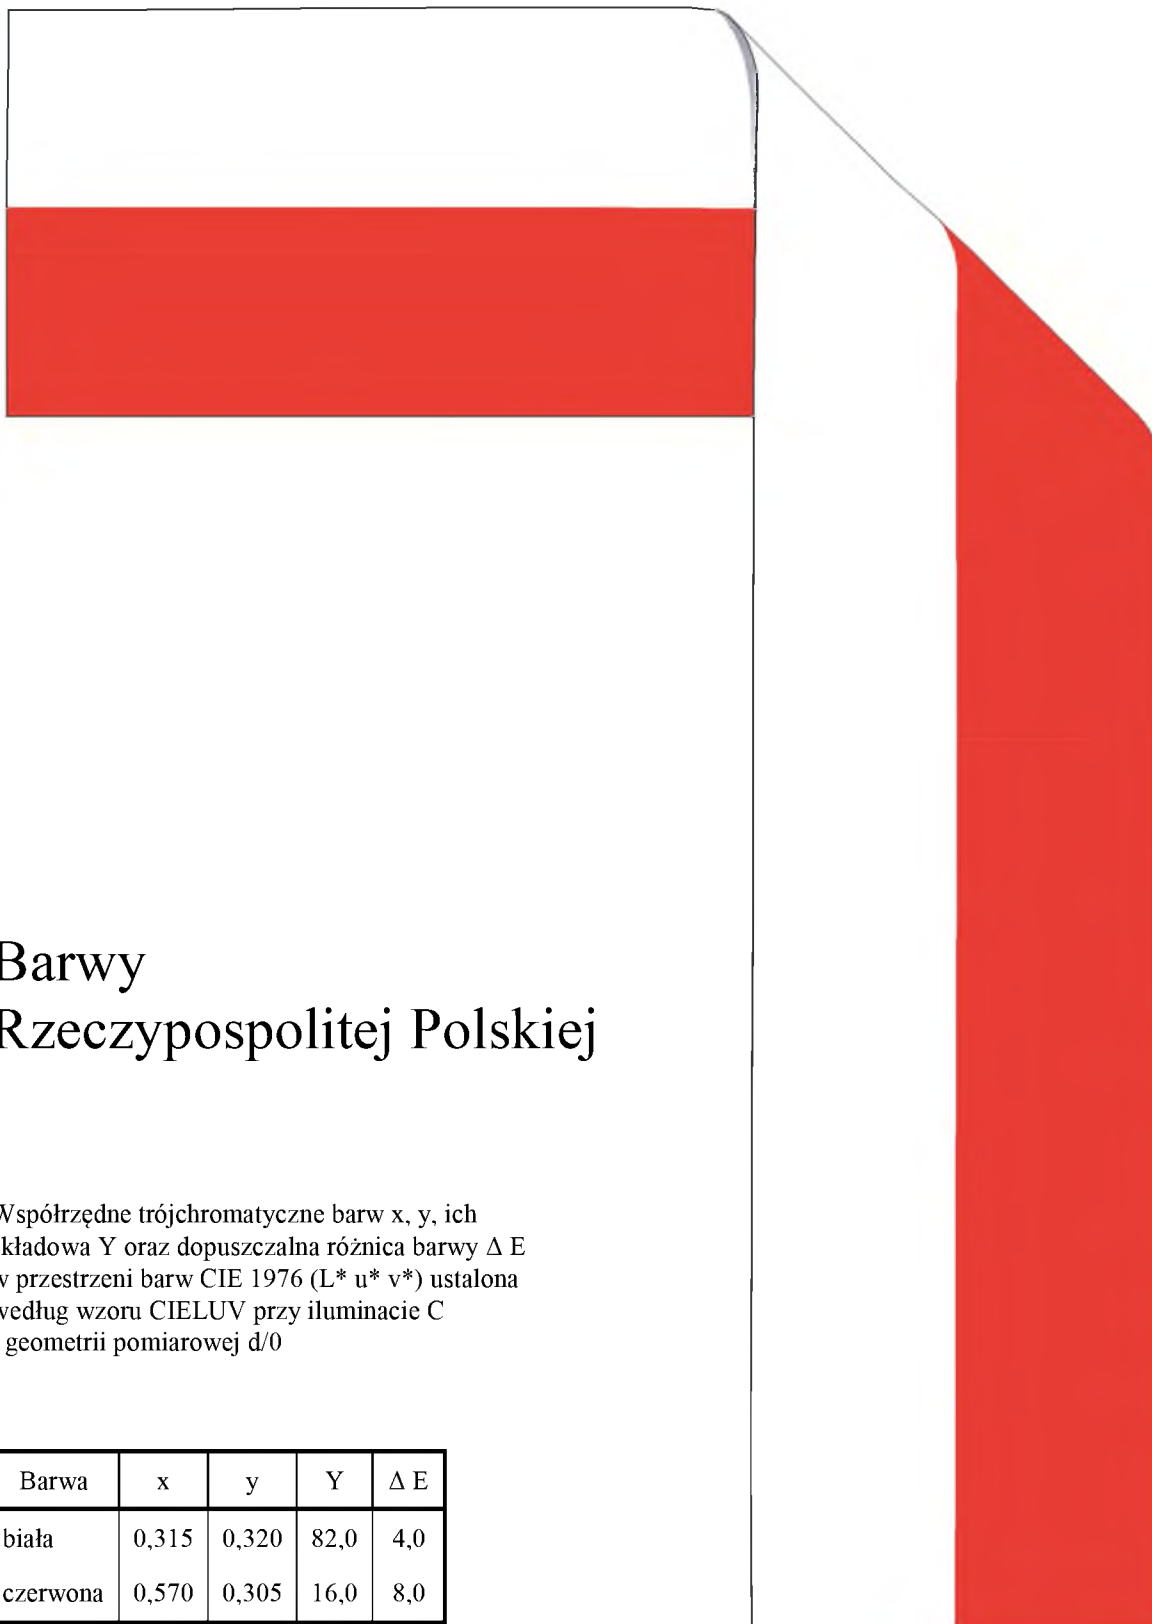 Barwy
Rzeczypospolitej Polskiej
Współrzędne trójchromatyczne barw x, y, ich
kładowa Y oraz dopuszczalna różnica barwy Δ E
w przestrzeni barw CIE 1976 (L* u* v*) ustalona
według wzoru CIELUV przy iluminacie C
geometrii pomiarowej d/0
Barwa x y Y Δ E
biała 0,315 0,320 82,0 4,0
czerwona 0,570 0,305 16,0 8,0